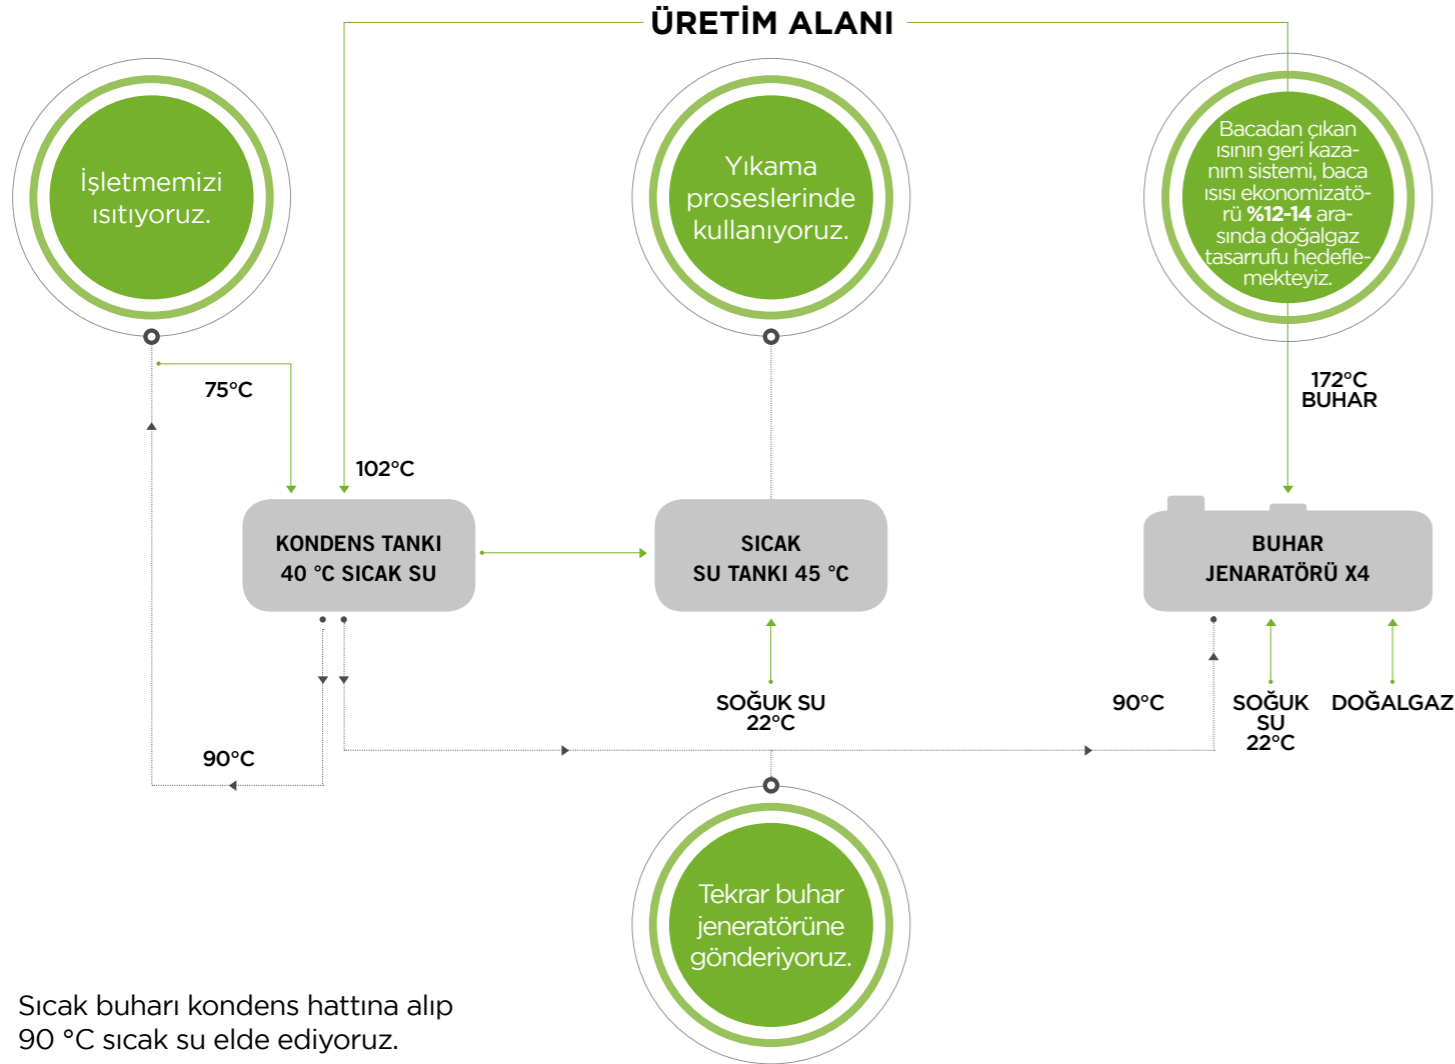 ÜRETİM ALANI
İşletmemizi
ısıtıyoruz.
Yıkama
proseslerinde
kullanıyoruz.
Bacadan çıkan
ısının geri kaza-
nım sistemi, baca
ısısı ekonomizatö-
rü %12-14 ara-
sında doğalgaz
tasarrufu hedefle-
mekteyiz.
75°C
172°C
BUHAR
102°C
KONDENS TANKI
40 °C SICAK SU
SICAK
SU TANKI 45 °C
BUHAR
JENARATÖRÜ X4
SOĞUK SU
22°C
90°C
SOĞUK
SU
22°C
DOĞALGAZ
90°C
Tekrar buhar
jeneratörüne
gönderiyoruz.
Sıcak buharı kondens hattına alıp
90 °C sıcak su elde ediyoruz.